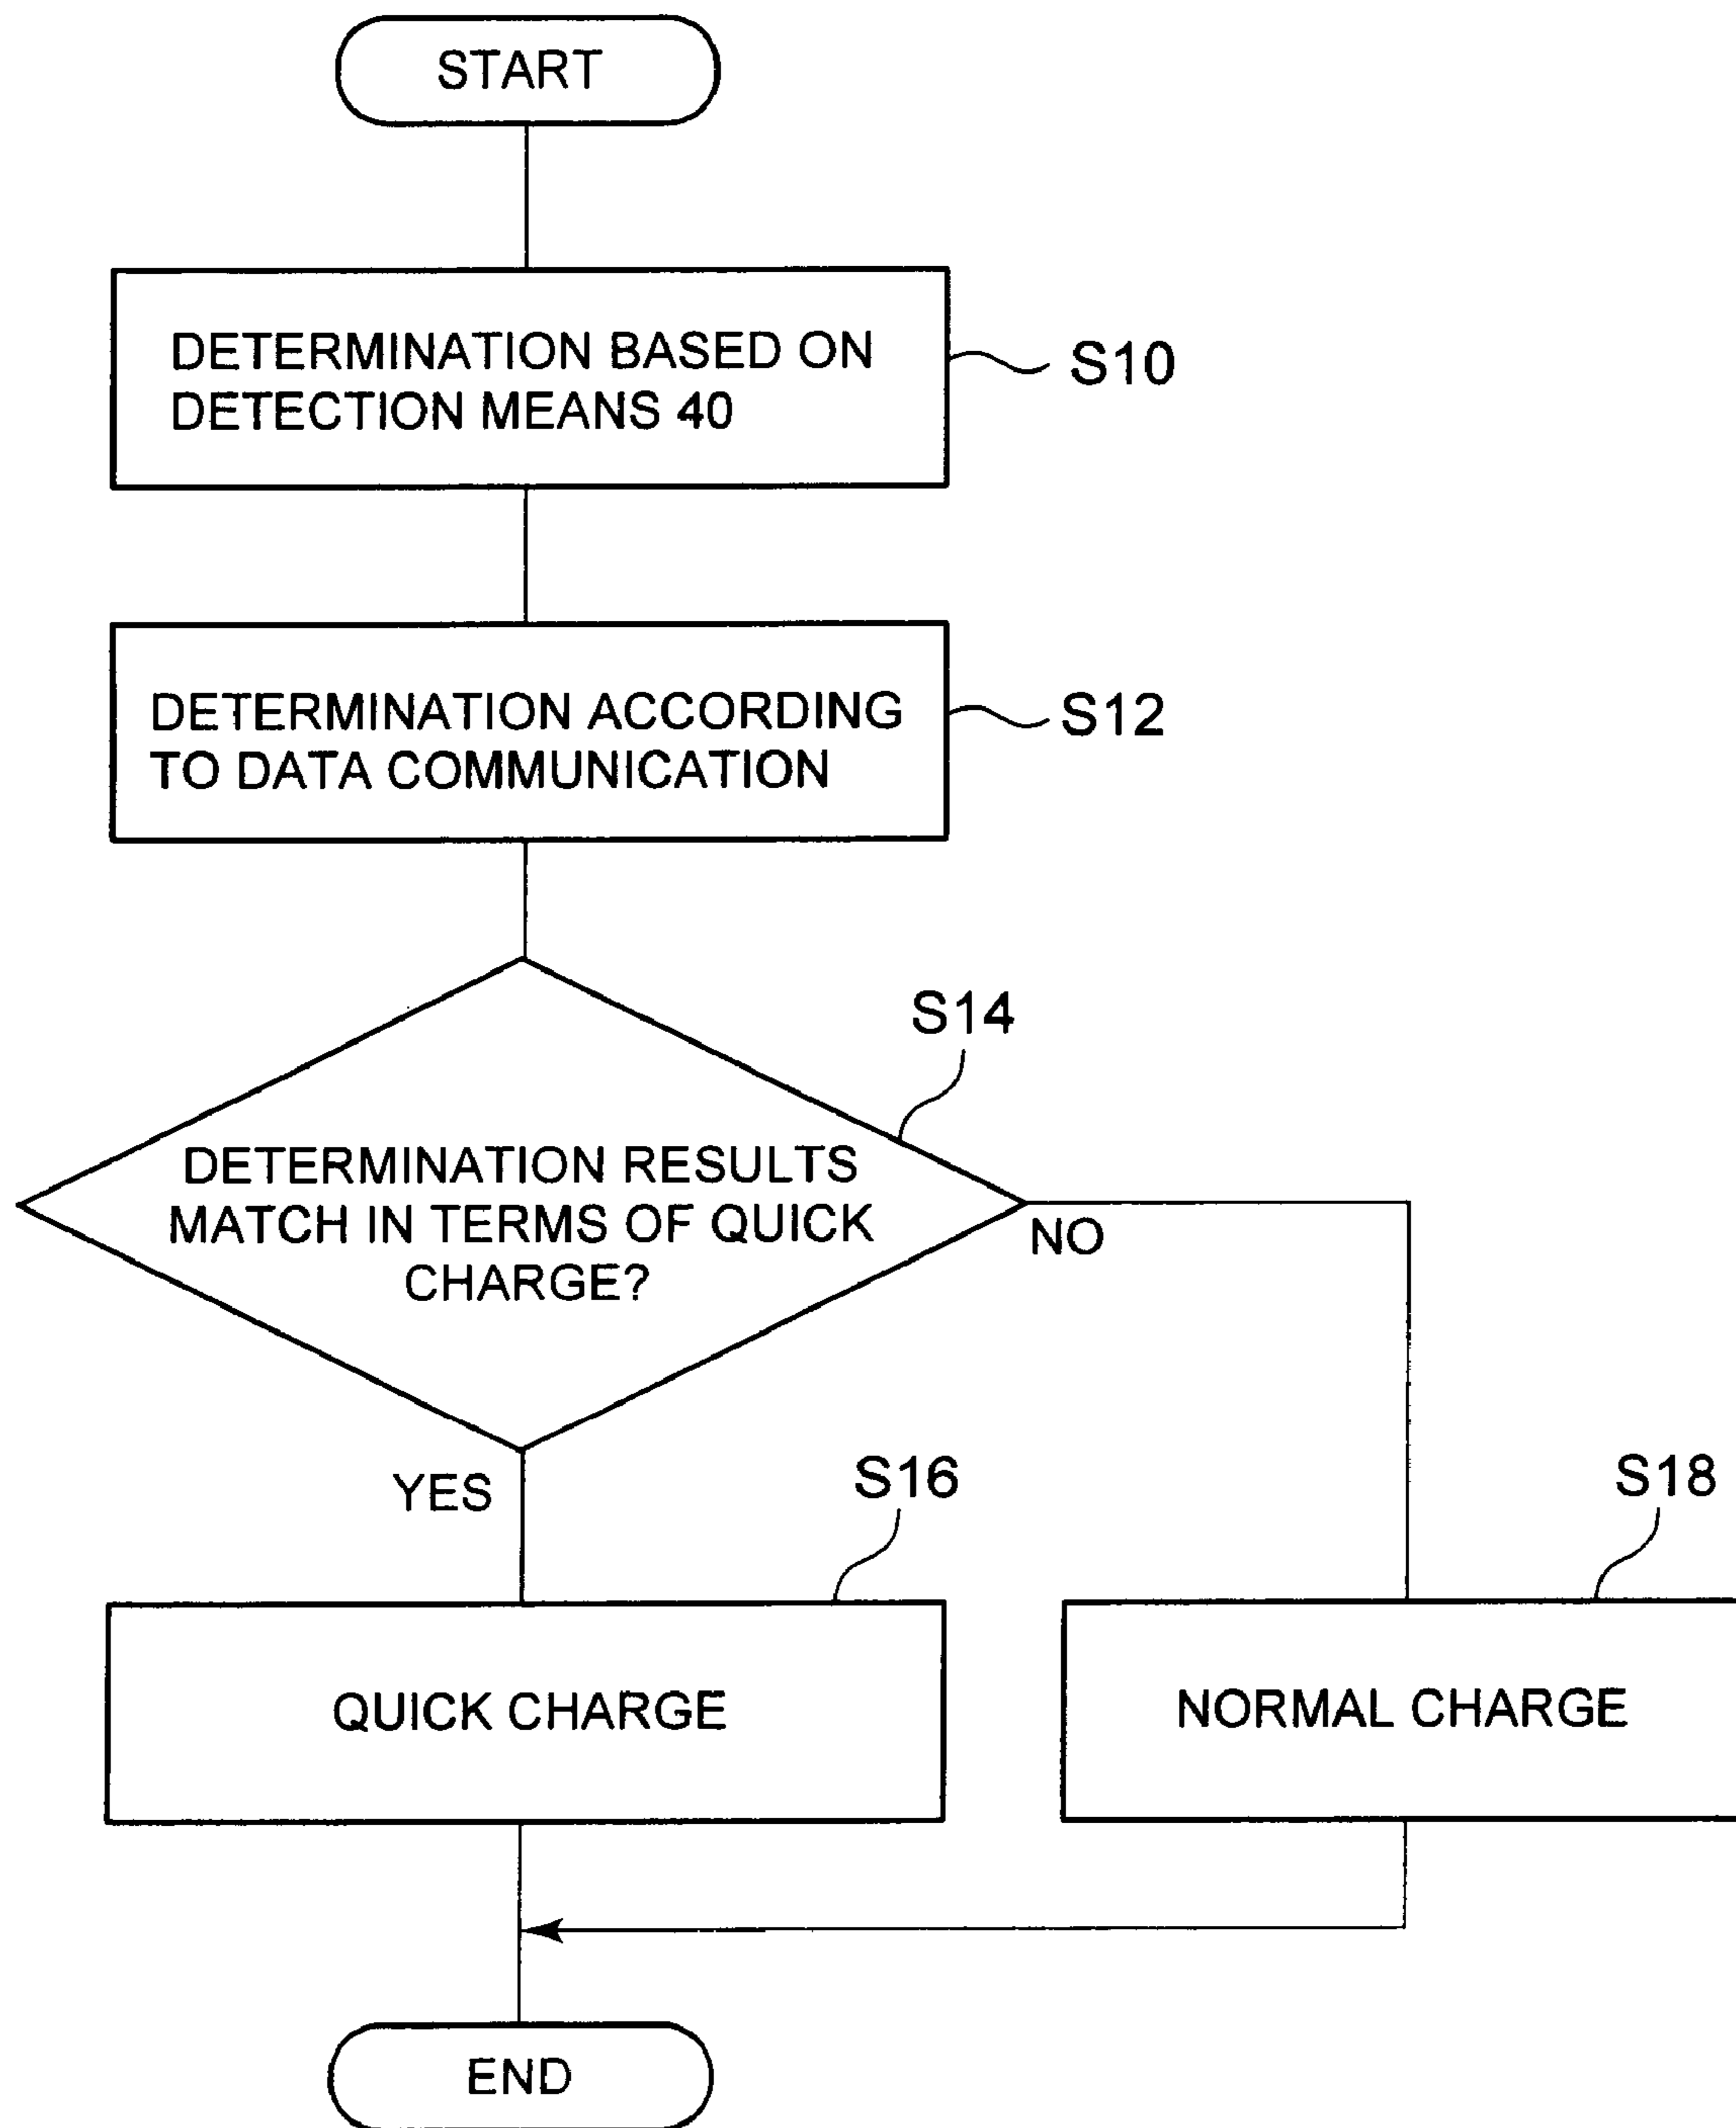 START
DETERMINATION BASED ON
DETECTION MEANS 40
S10
DETERMINATION ACCORDING
TO DATA COMMUNICATION
S12
S14
DETERMINATION RESULTS
MATCH IN TERMS OF QUICK
CHARGE?
NO
YES
S16
S18
QUICK CHARGE
NORMAL CHARGE
END